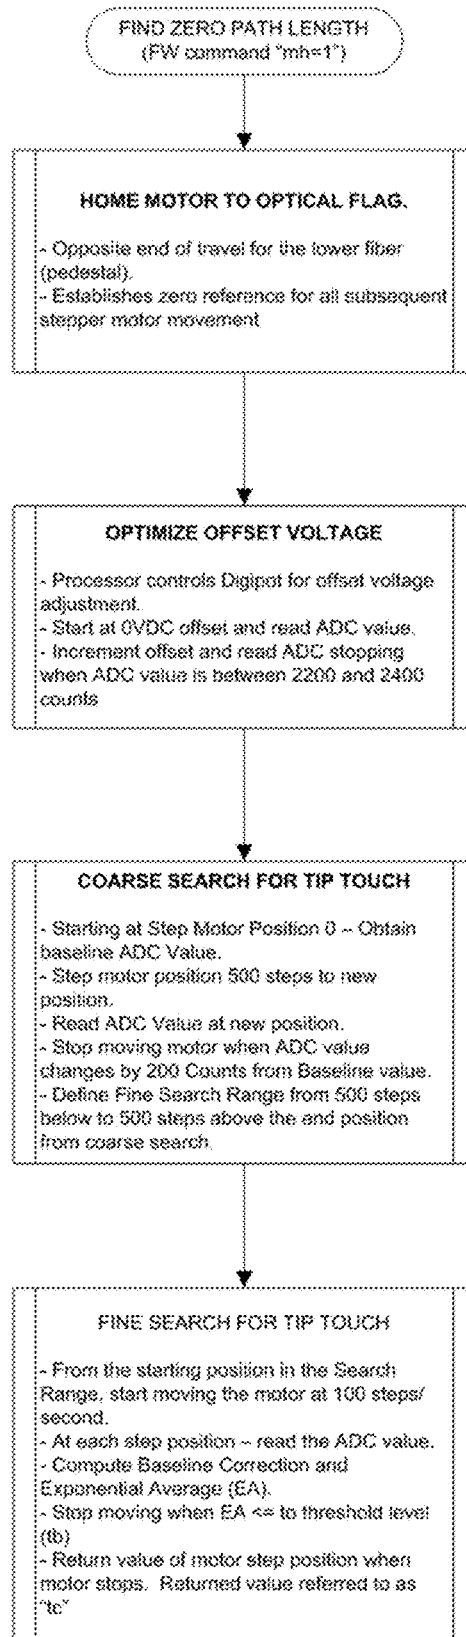 FIND ZERO PATH LENGTH
(FW command "mh=1")
HOME MOTOR TO OPTICAL FLAG.
- Opposite end of travel for the lower fiber
(pedestal).
- Establishes zero reference for all subsequent
stepper motor movement
OPTIMIZE OFFSET VOLTAGE
- Processor controls Digipot for offset voltage
adjustment.
- Start at 0VDC offset and read ADC value.
- Increment offset and read ADC stopping
when ADC value is between 2200 and 2400
counts
COARSE SEARCH FOR TIP TOUCH
- Starting at Step Motor Position 0 – Obtain
baseline ADC Value.
- Step motor position 500 steps to new
position.
- Read ADC Value at new position.
- Stop moving motor when ADC value
changes by 200 Counts from Baseline value.
- Define Fine Search Range from 500 steps
below to 500 steps above the end position
from coarse search.
FINE SEARCH FOR TIP TOUCH
- From the starting position in the Search
Range, start moving the motor at 100 steps/
second.
- At each step position – read the ADC value.
- Compute Baseline Correction and
Exponential Average (EA).
- Stop moving when EA <= to threshold level
(tb)
- Return value of motor step position when
motor stops. Returned value referred to as
"tc"